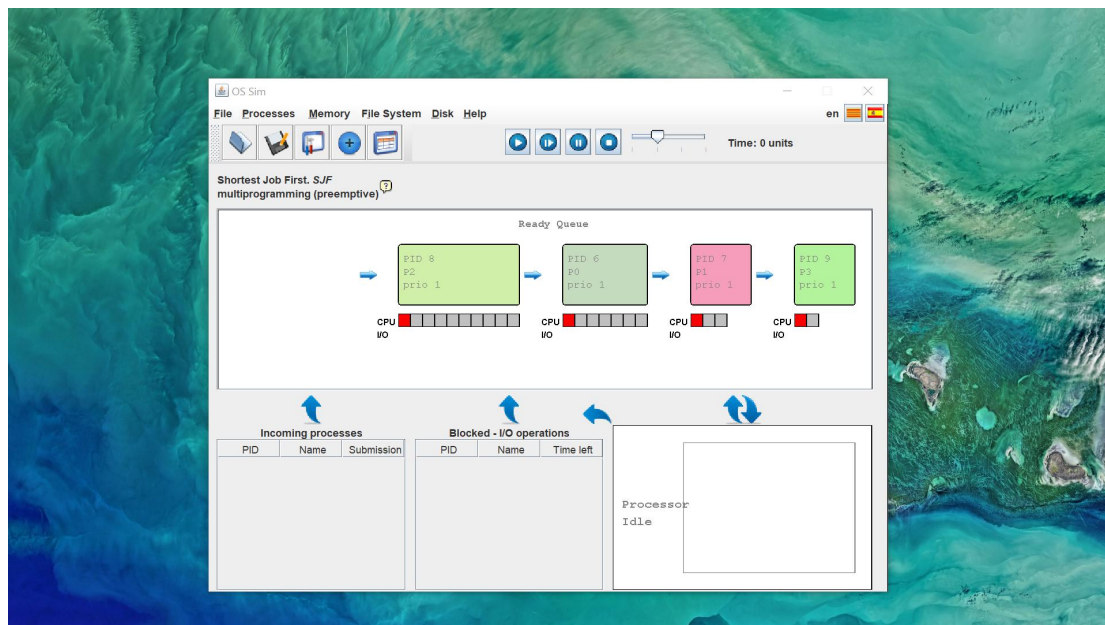 OS Sim
File Processes Memory File System Disk Help
en
Time: 0 units
Shortest Job First. SJF
multiprogramming (preemptive)
?
Ready Queue
PID 8
P2
prio 1
CPU
I/O
PID 6
P0
prio 1
CPU
I/O
PID 7
P1
prio 1
CPU
I/O
PID 9
P3
prio 1
CPU
I/O
Incoming processes
PID Name Submission
Blocked - I/O operations
PID Name Time left
Processor
Idle